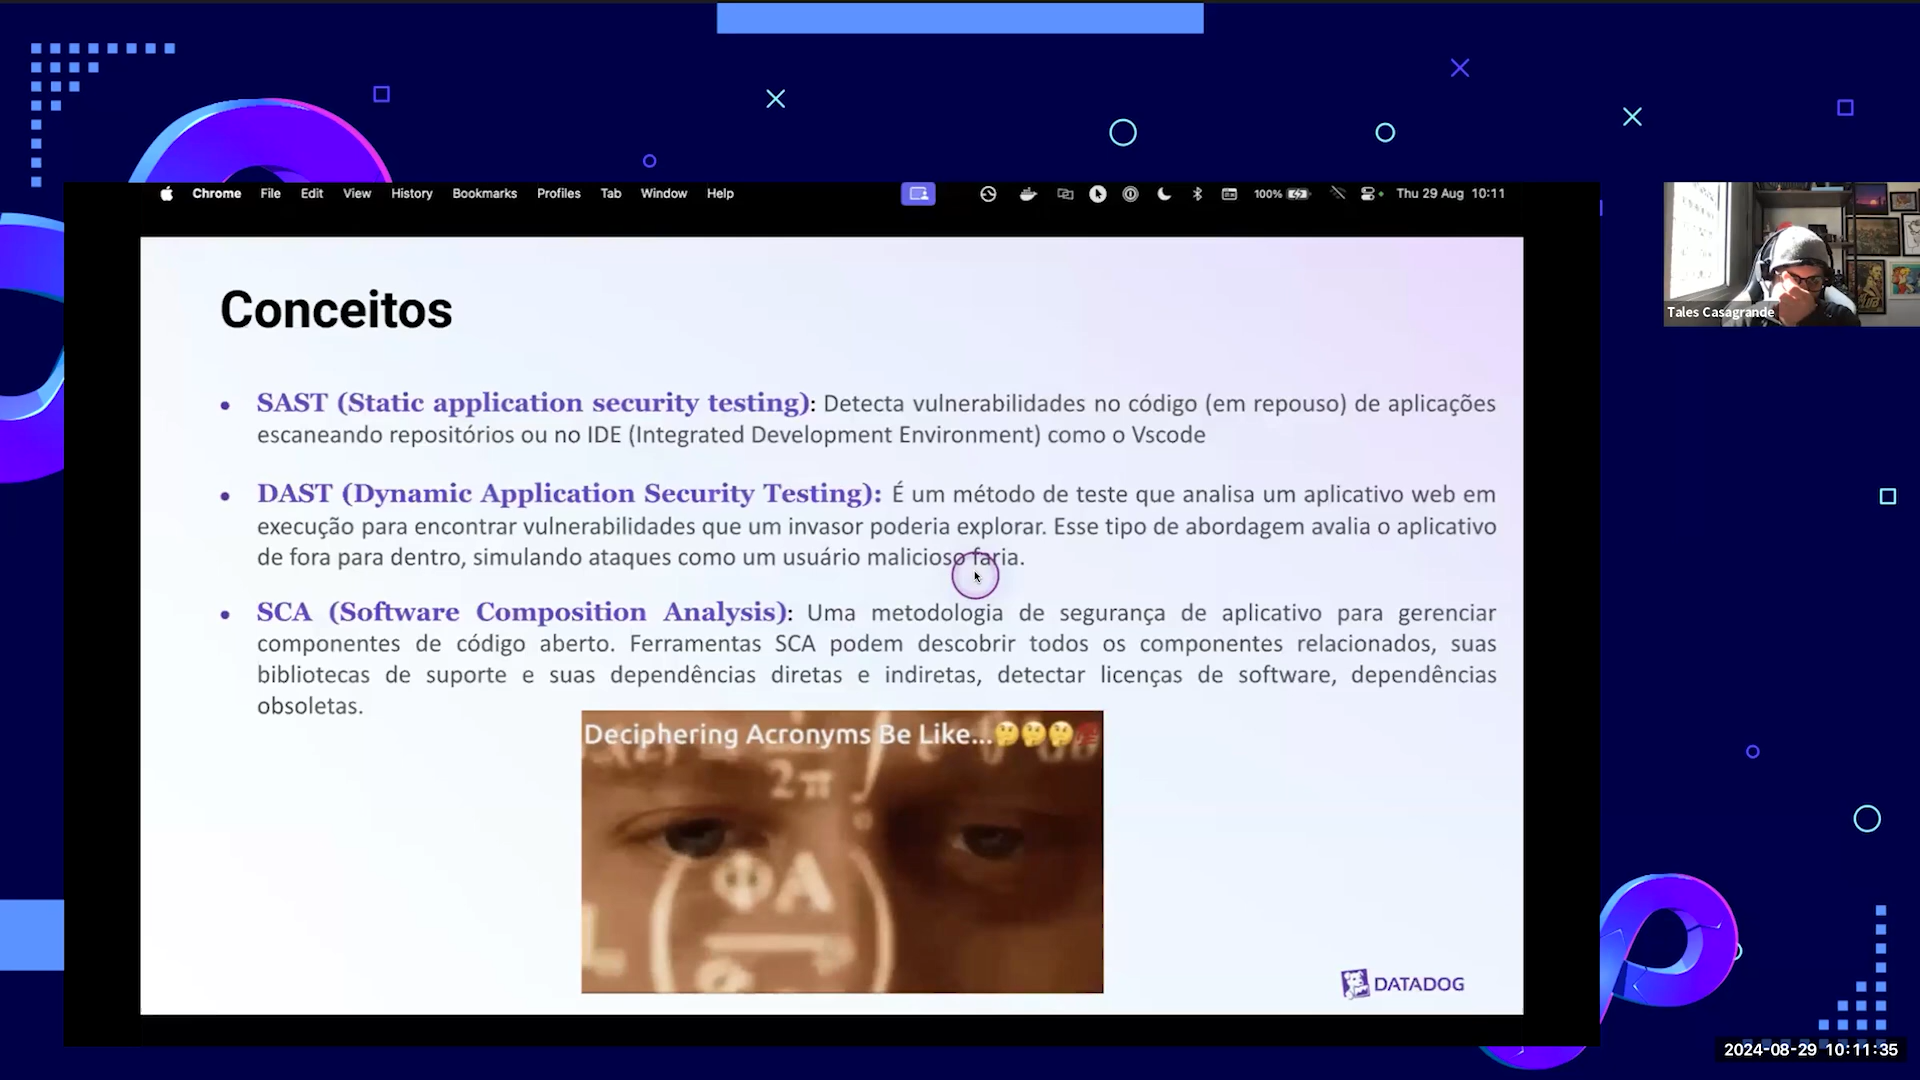 Chrome File Edit View History Bookmarks Profiles Tab Window Help 100% Thu 29 Aug 10:11
Conceitos
• SAST (Static application security testing): Detecta vulnerabilidades no código (em repouso) de aplicações
escaneando repositórios ou no IDE (Integrated Development Environment) como o Vscode
• DAST (Dynamic Application Security Testing): É um método de teste que analisa um aplicativo web em
execução para encontrar vulnerabilidades que um invasor poderia explorar. Esse tipo de abordagem avalia o aplicativo
de fora para dentro, simulando ataques como um usuário malicioso faria.
• SCA (Software Composition Analysis): Uma metodologia de segurança de aplicativo para gerenciar
componentes de código aberto. Ferramentas SCA podem descobrir todos os componentes relacionados, suas
bibliotecas de suporte e suas dependências diretas e indiretas, detectar licenças de software, dependências
obsoletas.
Deciphering Acronyms Be Like...🤔🤔🤔💯
2π
ΦA
DATADOG
Tales Casagrande
2024-08-29 10:11:35